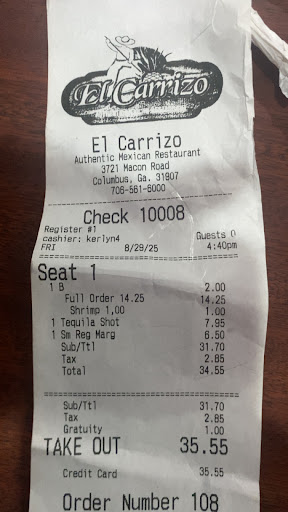 El Carrizo
El Carrizo
Authentic Mexican Restaurant
3721 Macon Road
Columbus, Ga. 31907
706-561-6000
Check 10008
Register #1 Guests 0
cashier: kerlyn4
FRI 8/29/25 4:40pm
Seat 1
1 B 2.00
Full Order 14.25 14.25
Shrimp 1,00 1.00
1 Tequila Shot 7.95
1 Sm Reg Marg 6.50
Sub/Ttl 31.70
Tax 2.85
Total 34.55
Sub/Ttl 31.70
Tax 2.85
Gratuity 1.00
TAKE OUT 35.55
Credit Card 35.55
Order Number 108